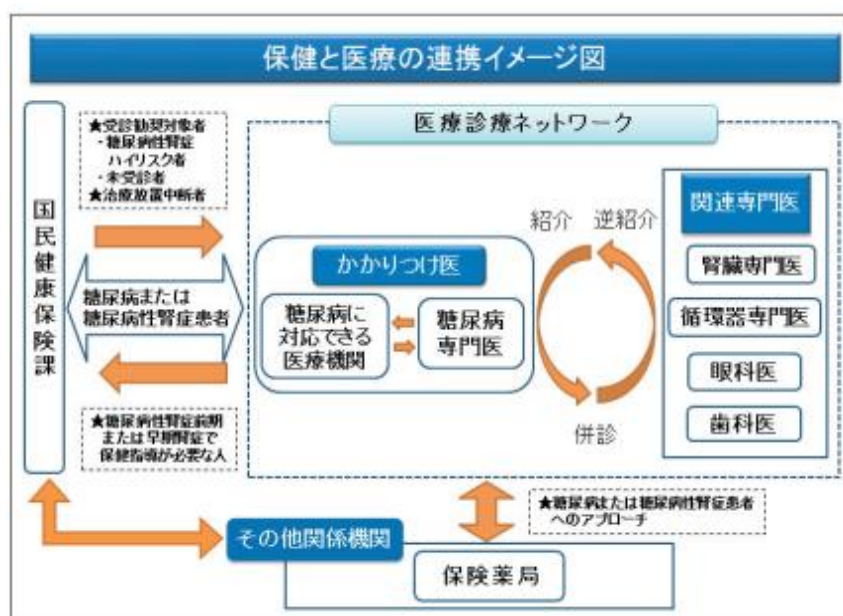 保健と医療の連携イメージ図
国民健康保険課
★受診勧奨対象者
・糖尿病性腎症
ハイリスク者
・未受診者
★治療放置中断者
糖尿病または
糖尿病性腎症患者
★糖尿病性腎症前期
または早期腎症で
保健指導が必要な人
医療診療ネットワーク
かかりつけ医
糖尿病に
対応できる
医療機関
糖尿病
専門医
紹介
逆紹介
併診
関連専門医
腎臓専門医
循環器専門医
眼科医
歯科医
★糖尿病または糖尿病性腎症患者
へのアプローチ
その他関係機関
保険薬局